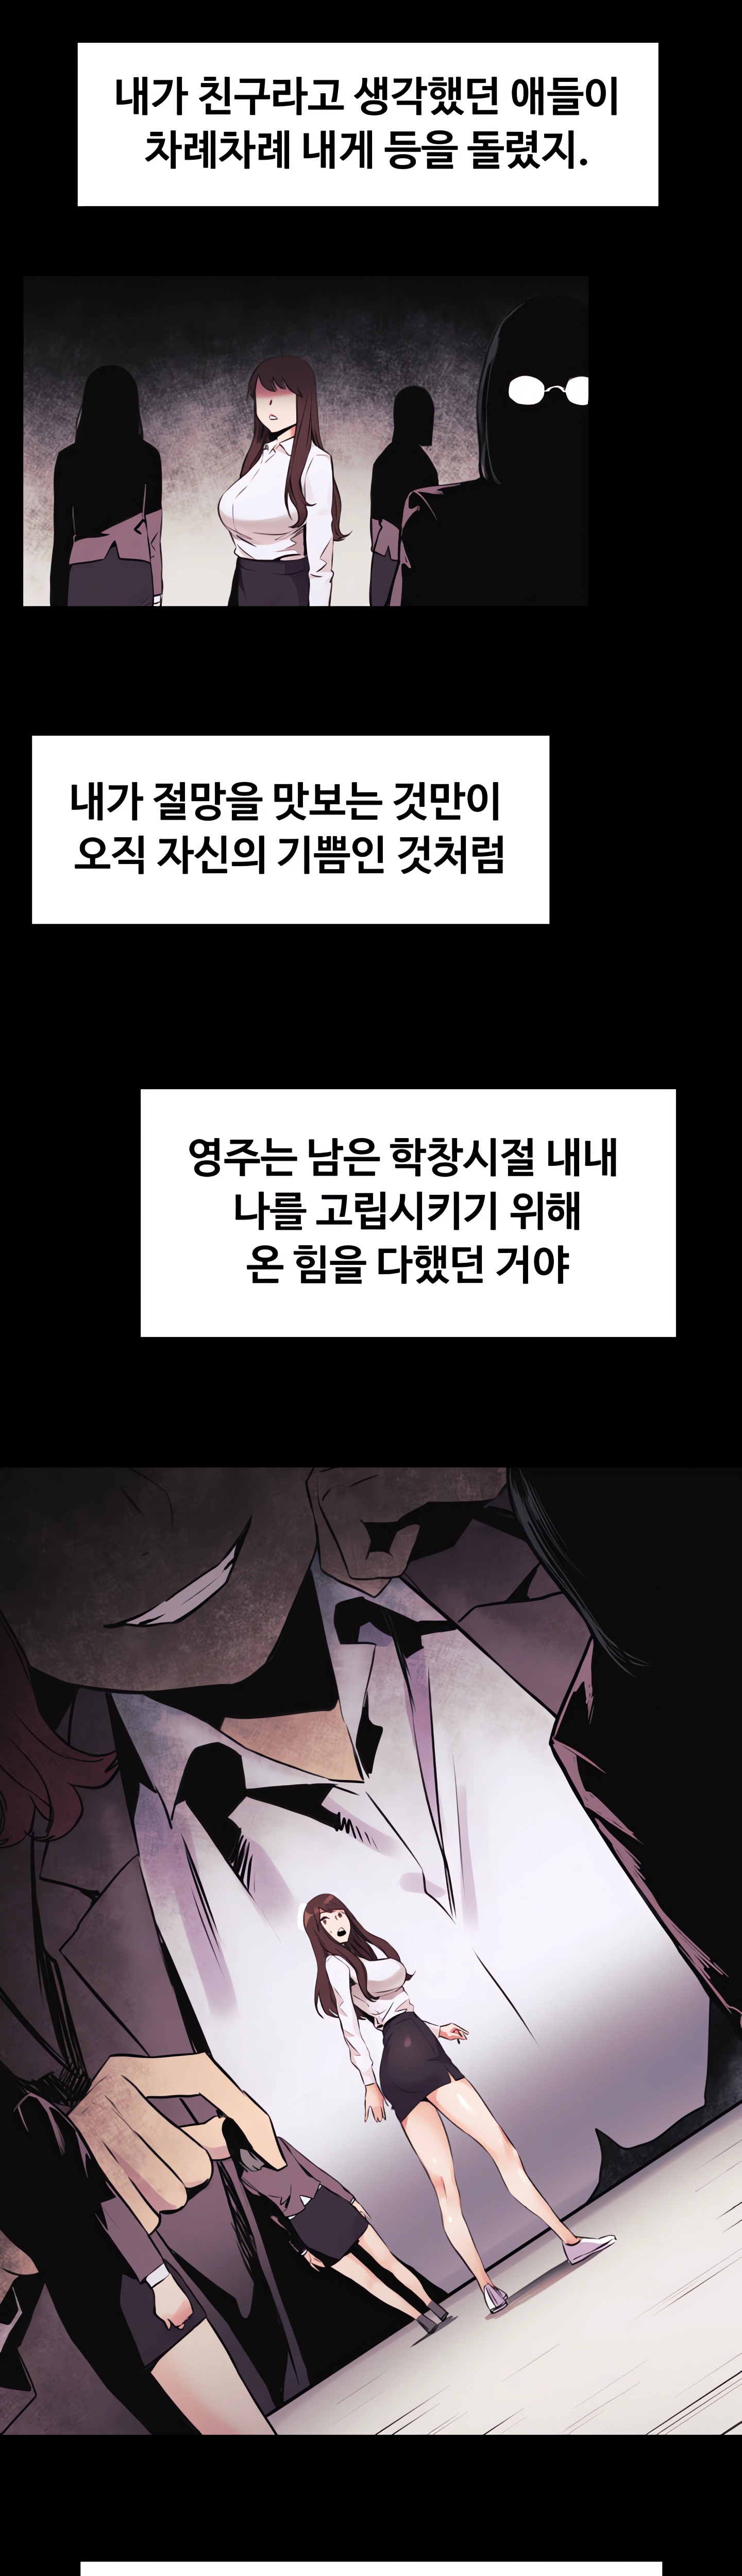 내가 친구라고 생각했던 애들이
차례차례 내게 등을 돌렸지.
내가 절망을 맛보는 것만이
오직 자신의 기쁨인 것처럼
영주는 남은 학창시절 내내
나를 고립시키기 위해
온 힘을 다했던 거야